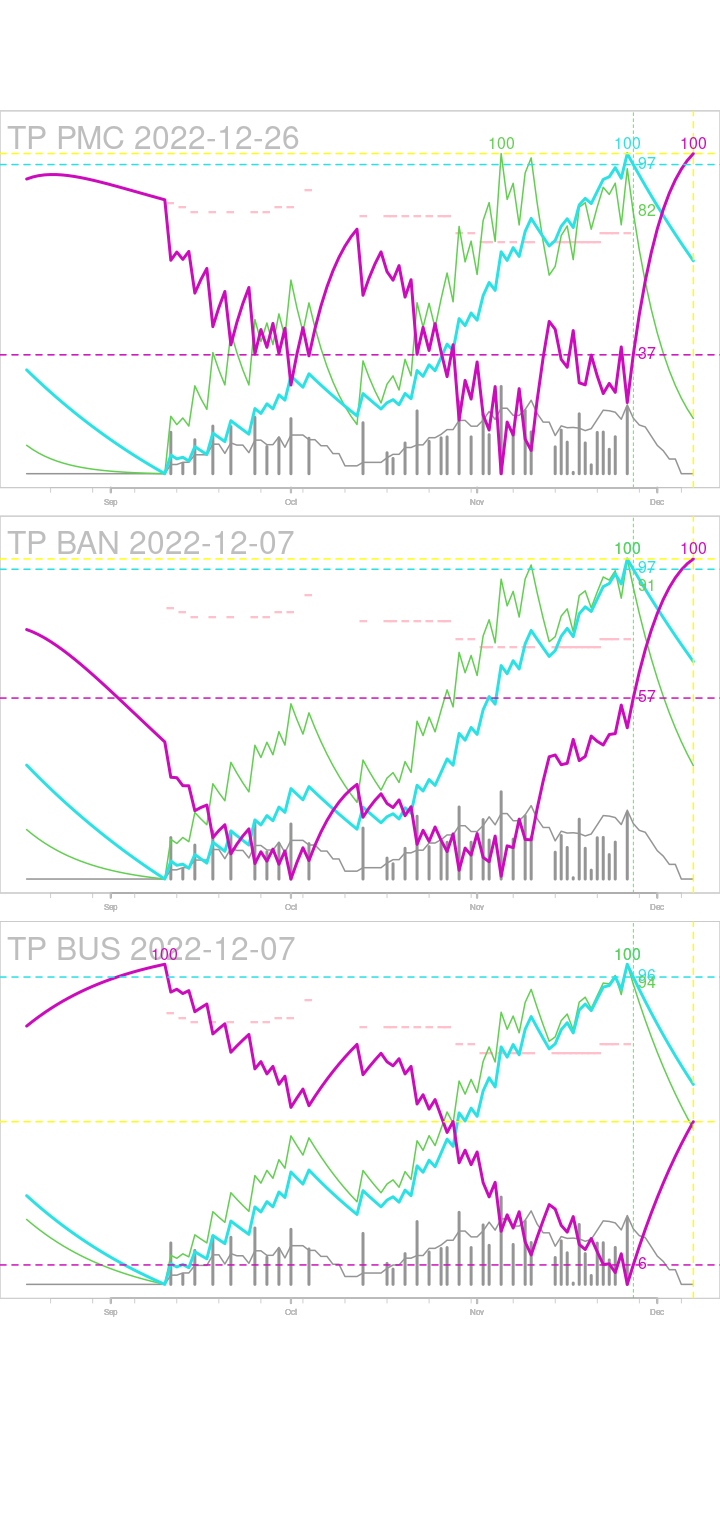 TP PMC 2022-12-26
100 100 100
97
82
37
Sep Oct Nov Dec
TP BAN 2022-12-07
100 100
97
91
57
Sep Oct Nov Dec
TP BUS 2022-12-07
100 100
96
94
6
Sep Oct Nov Dec